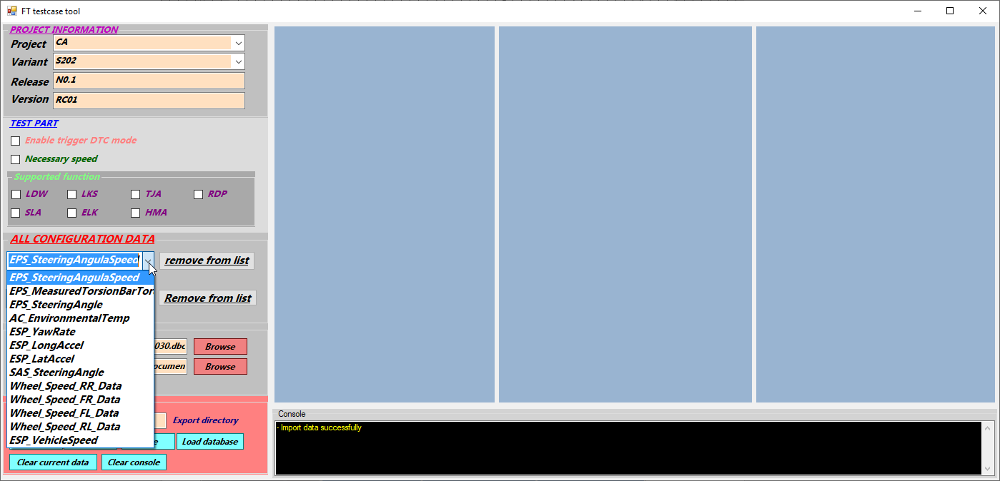 FT testcase tool
PROJECT INFORMATION
Project CA
Variant S202
Release N0.1
Version RC01
TEST PART
Enable trigger DTC mode
Necessary speed
Supported function
LDW LKS TJA RDP
SLA ELK HMA
ALL CONFIGURATION DATA
EPS_SteeringAngulaSpeed remove from list
EPS_SteeringAngulaSpeed
EPS_MeasuredTorsionBarTor
Remove from list
EPS_SteeringAngle
AC_EnvironmentalTemp
ESP_YawRate
ESP_LongAccel
030.dbc Browse
ESP_LatAccel
SAS_SteeringAngle
ocumen Browse
Wheel_Speed_RR_Data
Wheel_Speed_FR_Data
Wheel_Speed_FL_Data
Wheel_Speed_RL_Data
Export directory
ESP_VehicleSpeed
e Load database
Clear current data Clear console
Console
- Import data successfully